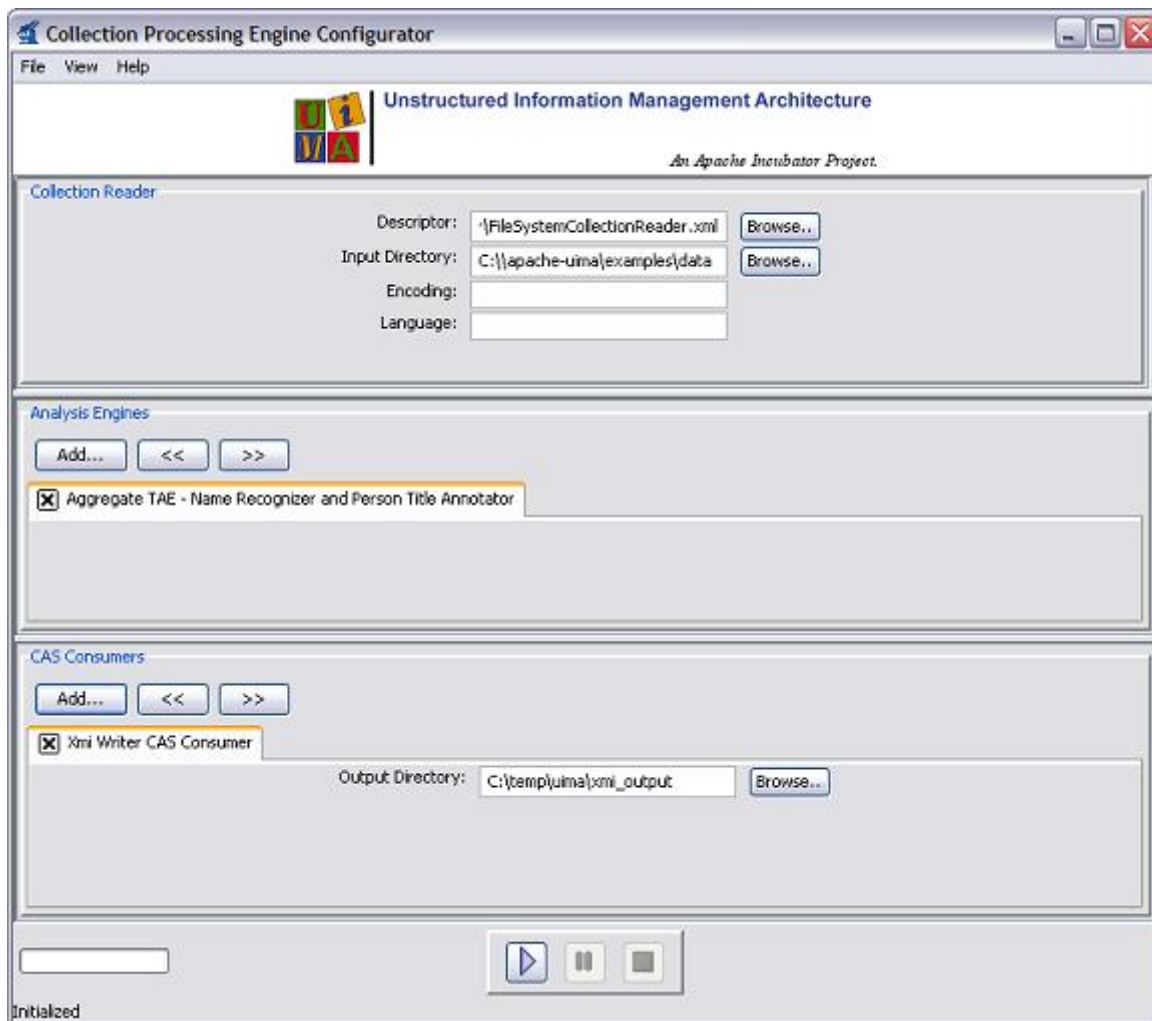 Collection Processing Engine Configurator
File View Help
UiMA
Unstructured Information Management Architecture
An Apache Incubator Project.
Collection Reader
Descriptor: \FileSystemCollectionReader.xml Browse..
Input Directory: C:\\apache-uima\examples\data Browse..
Encoding:
Language:
Analysis Engines
Add... << >>
Aggregate TAE - Name Recognizer and Person Title Annotator
CAS Consumers
Add... << >>
Xmi Writer CAS Consumer
Output Directory: C:\temp\uima\xmi_output Browse..
Initialized